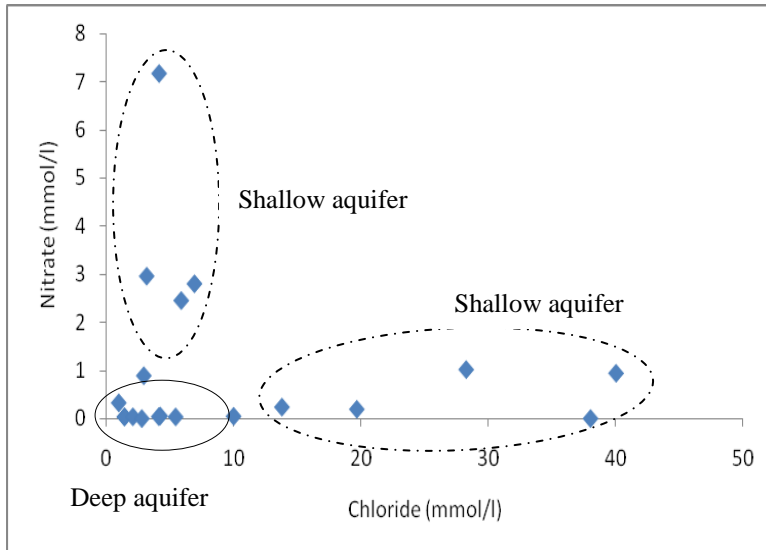 8
7
6
5
4
3
2
1
0
Nitrate (mmol/l)
Shallow aquifer
Shallow aquifer
0 10 20 30 40 50
Deep aquifer
Chloride (mmol/l)